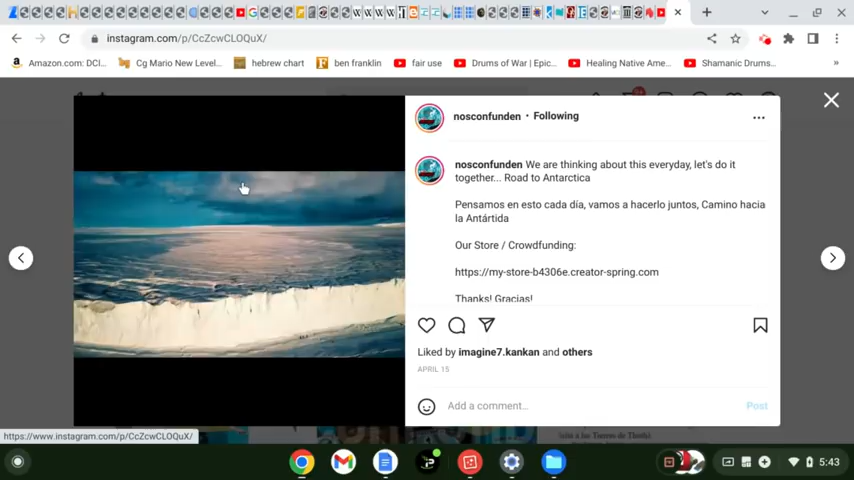 instagram.com/p/CcZcwCLOQuX/
Amazon.com: DCI...
Cg Mario New Level...
hebrew chart
ben franklin
fair use
Drums of War | Epic...
Healing Native Ame...
Shamanic Drums...
nosconfunden • Following
nosconfunden We are thinking about this everyday, let's do it
together... Road to Antarctica
Pensamos en esto cada día, vamos a hacerlo juntos, Camino hacia
la Antártida
Our Store / Crowdfunding:
https://my-store-b4306e.creator-spring.com
Thanks! Gracias!
Liked by imagine7.kankan and others
APRIL 15
Add a comment...
Post
https://www.instagram.com/p/CcZcwCLOQuX/
5:43